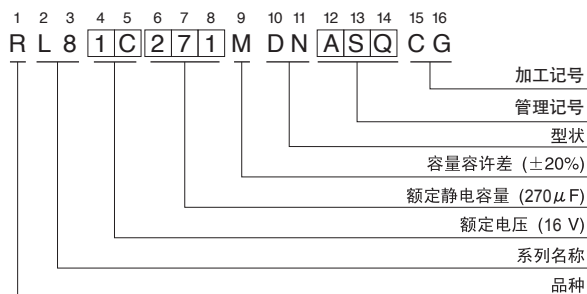 1 2 3 4 5 6 7 8 9 10 11 12 13 14 15 16
R L 8 1 C 2 7 1 M D N A S Q C G
加工记号
管理记号
型状
容量容许差 (±20%)
额定静电容量 (270μF)
额定电压 (16 V)
系列名称
品种